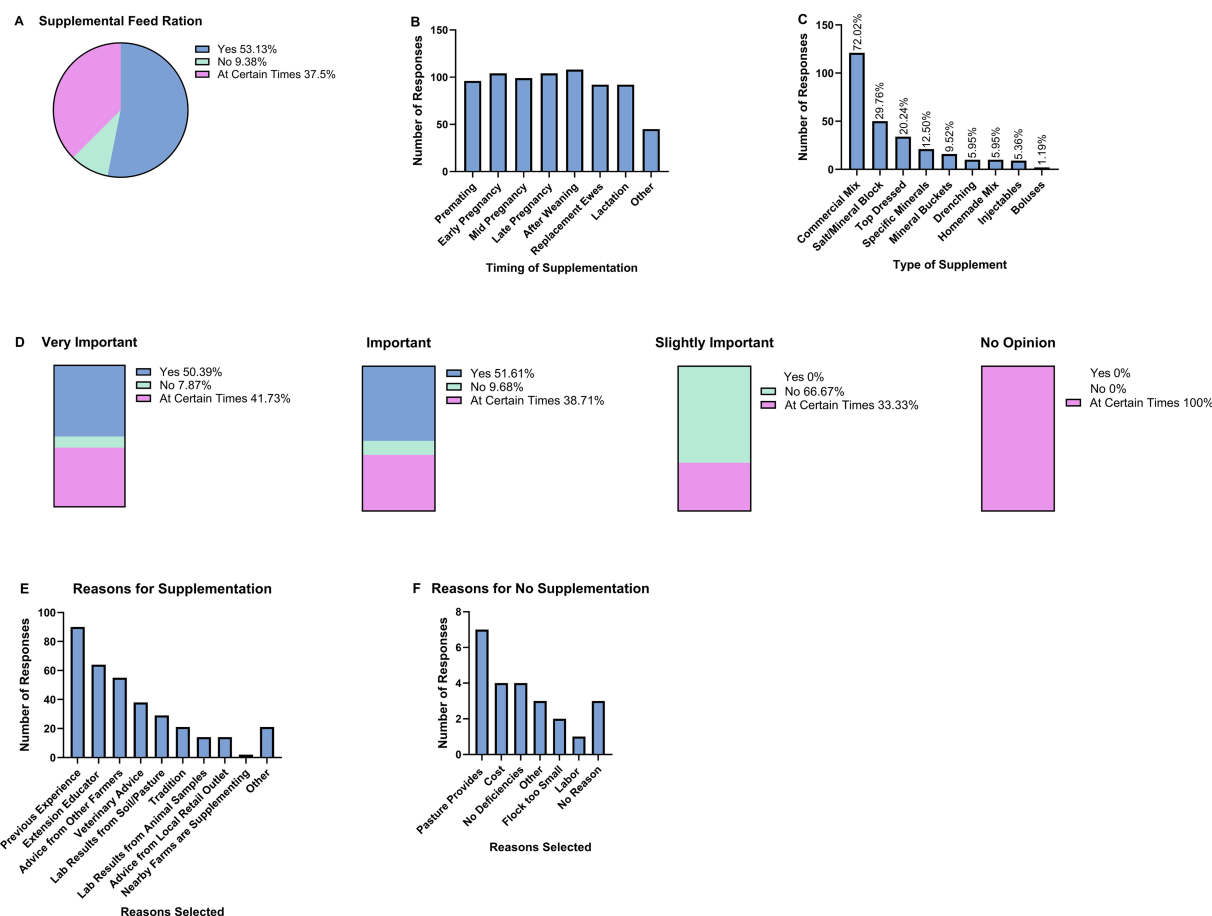 A Supplemental Feed Ration
Yes 53.13%
No 9.38%
At Certain Times 37.5%
B
Number of Responses
150
100
50
0
Premating
Early Pregnancy
Mid Pregnancy
Late Pregnancy
After Weaning
Replacement Ewes
Lactation
Other
Timing of Supplementation
C
Number of Responses
150
100
50
0
72.02%
29.76%
20.24%
12.50%
9.52%
5.95%
5.95%
5.36%
1.19%
Commercial Mix
Salt/Mineral Block
Top Dressed
Specific Minerals
Mineral Buckets
Drenching
Homemade Mix
Injectables
Boluses
Type of Supplement
D Very Important
Yes 50.39%
No 7.87%
At Certain Times 41.73%
Important
Yes 51.61%
No 9.68%
At Certain Times 38.71%
Slightly Important
Yes 0%
No 66.67%
At Certain Times 33.33%
No Opinion
Yes 0%
No 0%
At Certain Times 100%
E Reasons for Supplementation
Number of Responses
100
80
60
40
20
0
Previous Experience
Extension Educator
Advice from Other Farmers
Veterinary Advice
Lab Results from Soil/Pasture
Tradition
Lab Results from Animal Samples
Advice from Local Retail Outlet
Nearby Farms are Supplementing
Other
Reasons Selected
F Reasons for No Supplementation
Number of Responses
8
6
4
2
0
Pasture Provides
Cost
No Deficiencies
Other
Flock too Small
Labor
No Reason
Reasons Selected